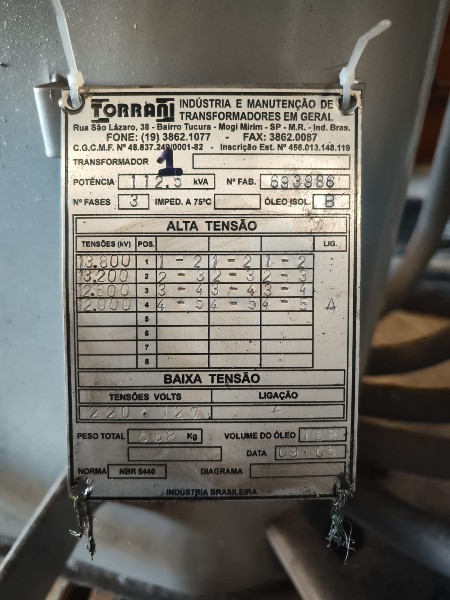 TORRANI INDÚSTRIA E MANUTENÇÃO DE
TRANSFORMADORES EM GERAL
Rua São Lázaro, 38 - Bairro Tucura - Mogi Mirim - SP - M.R. - Ind. Bras.
FONE: (19) 3862.1077 - FAX: 3862.0087
C.G.C.M.F. Nº 48.837.249/0001-82 - Inscrição Est. Nº 456.013.148.119
TRANSFORMADOR 1
POTÊNCIA 112.5 kVA Nº FAB. 693986
Nº FASES 3 IMPED. A 75ºC ÓLEO ISOL. B
ALTA TENSÃO
TENSÕES (kV) POS. LIG.
13.800 1 1-2 1-2 1-2
13.200 2 2-3 2-3 2-3
12.600 3 3-4 3-4 3-4
12.000 4 4-5 4-5 4-5 Δ
5
6
7
8
BAIXA TENSÃO
TENSÕES VOLTS LIGAÇÃO
220 . 127
PESO TOTAL Kg VOLUME DO ÓLEO
DATA
NORMA NBR 5440 DIAGRAMA
INDÚSTRIA BRASILEIRA